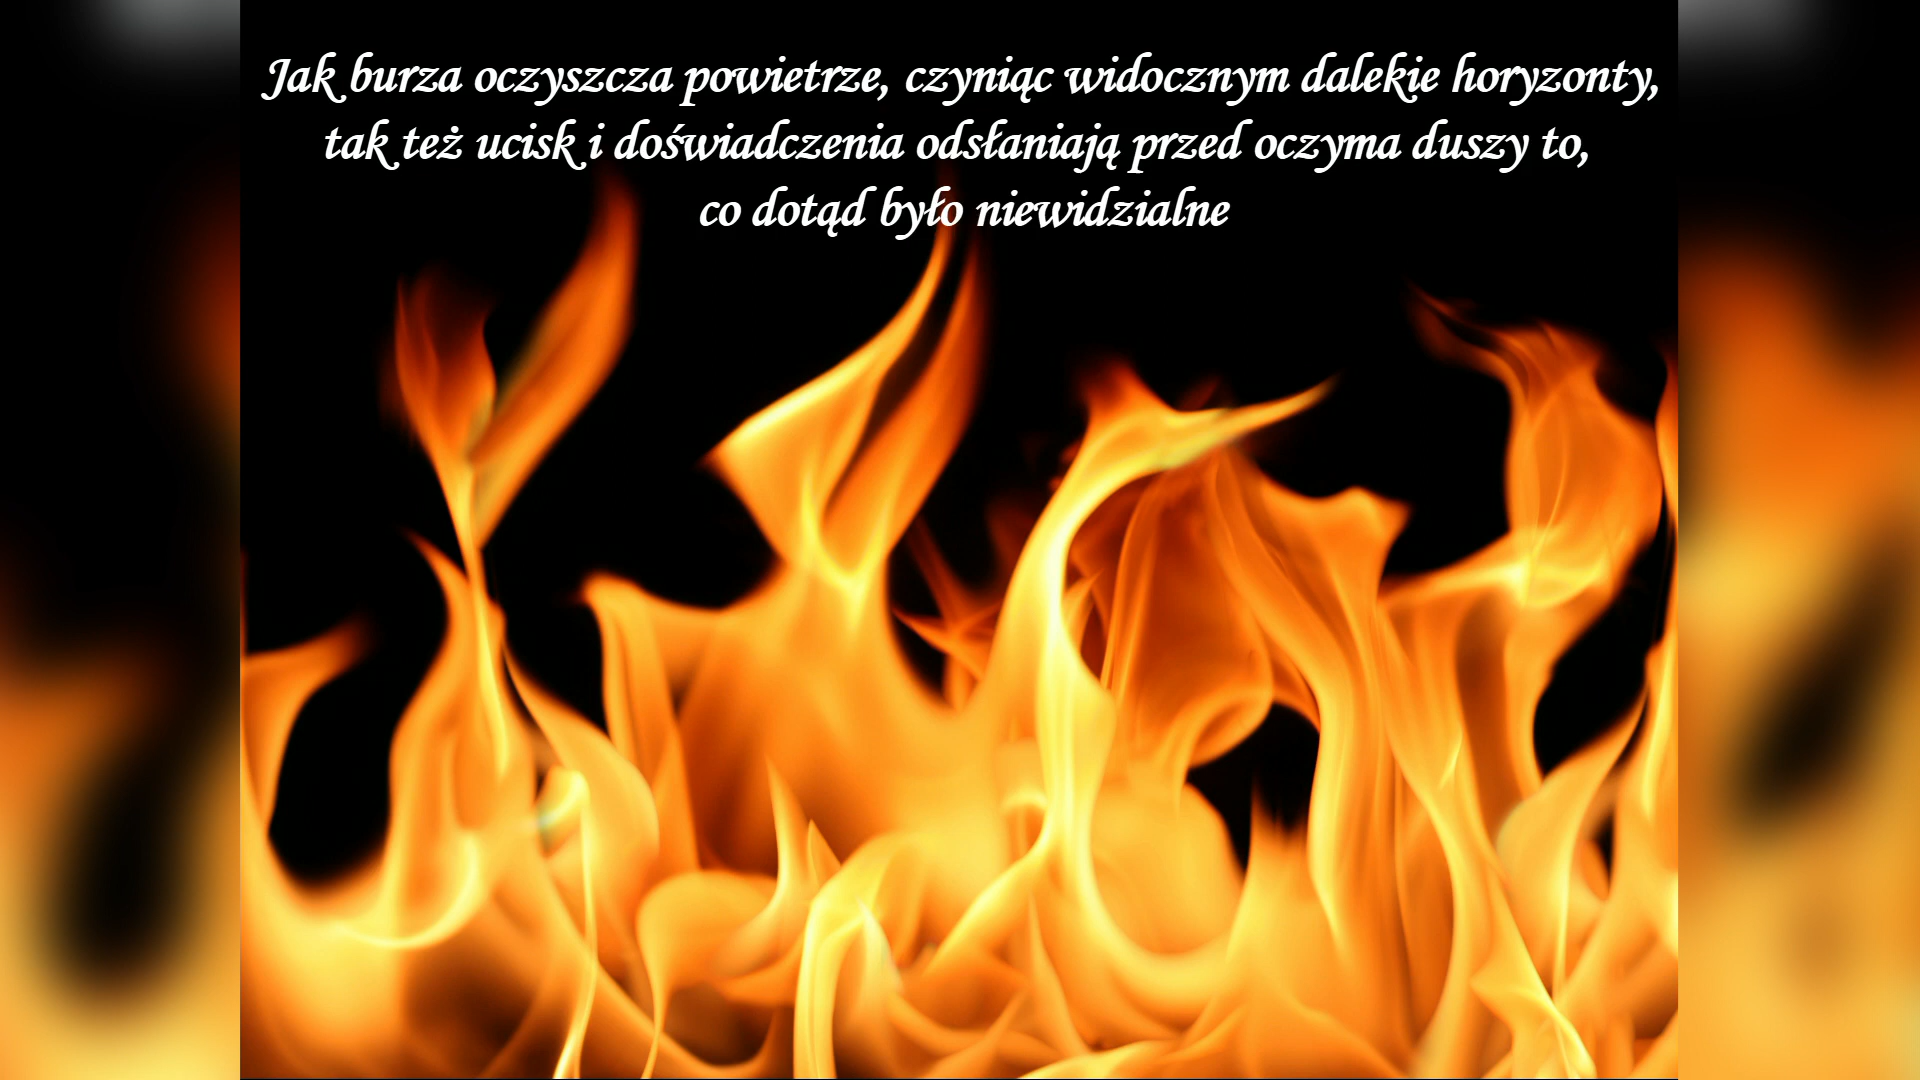 Jak burza oczyszcza powietrze, czyniąc widocznym dalekie horyzonty,
tak też ucisk i doświadczenia odsłaniają przed oczyma duszy to,
co dotąd było niewidzialne